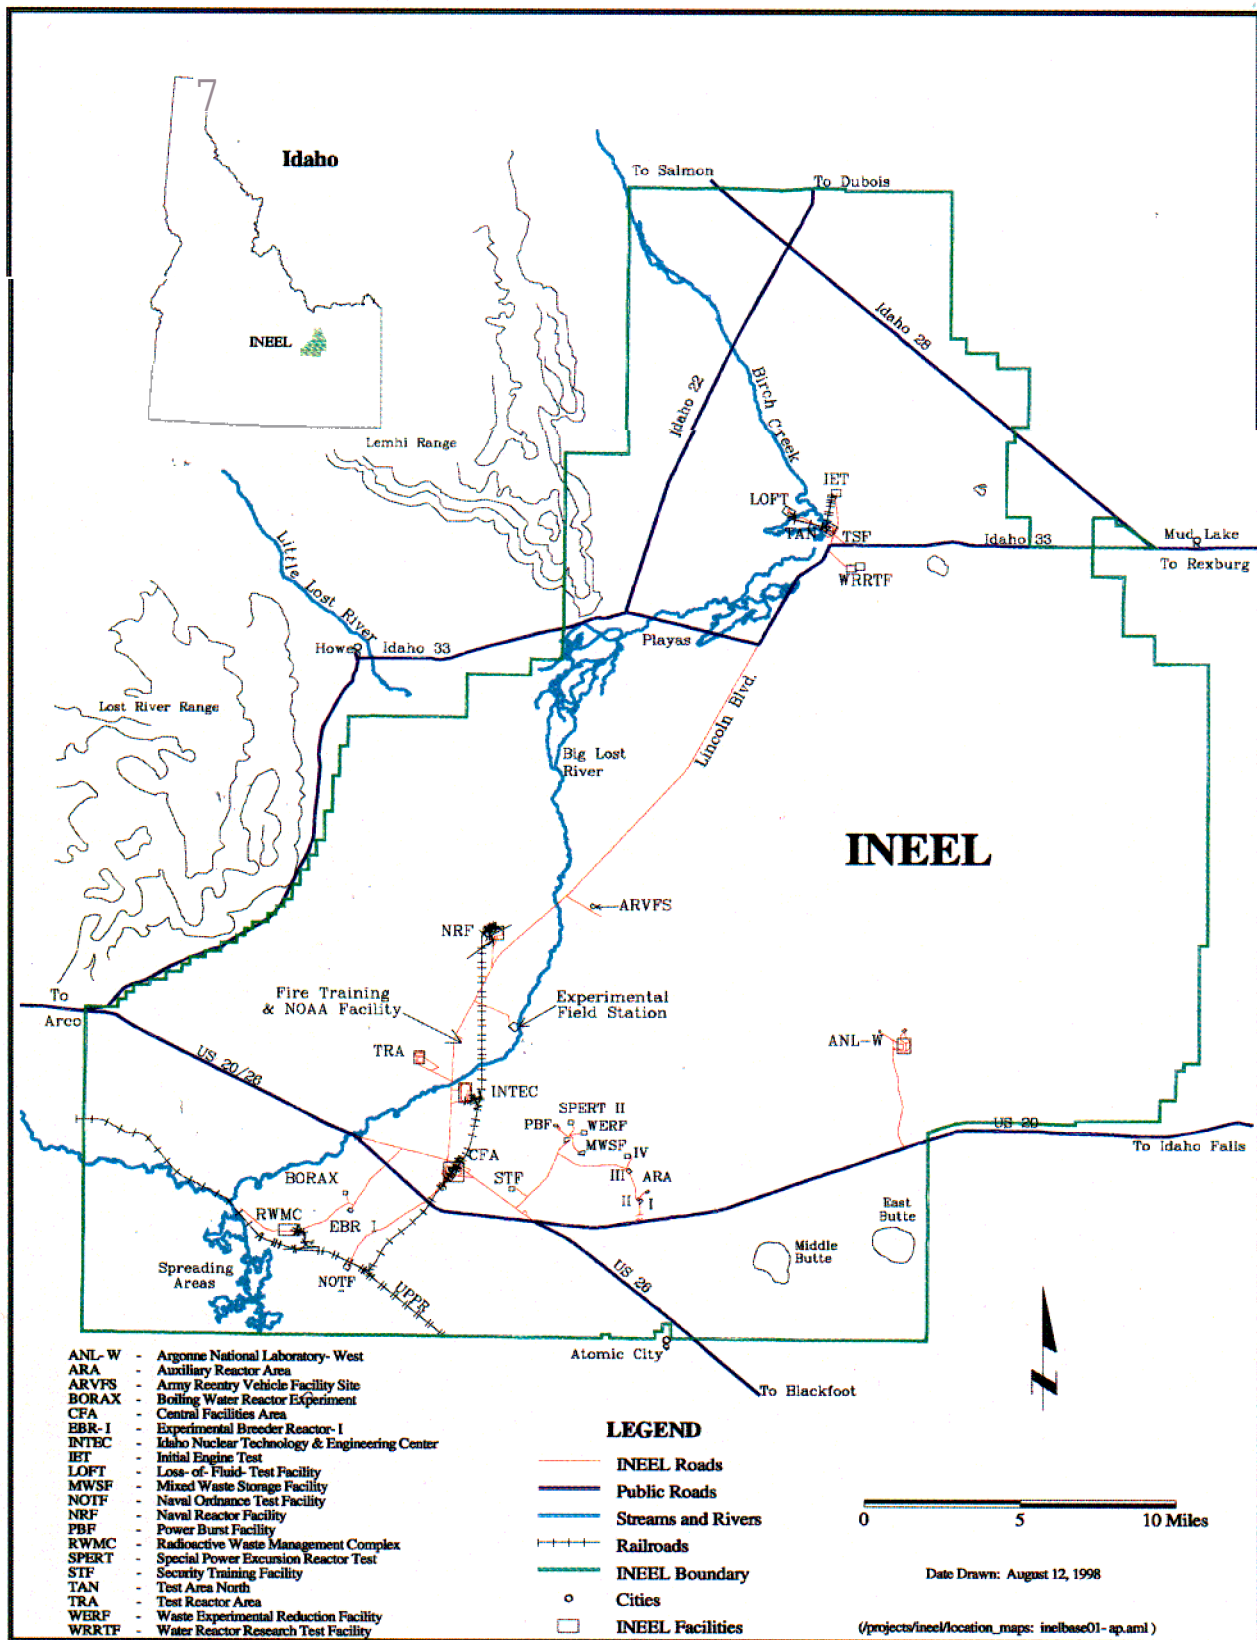 7
Idaho
INEEL
To Salmon
To Dubois
Idaho 28
Idaho 22
Birch Creek
Lemhi Range
IET
LOFT
TAN
TSF
Idaho 33
Mud Lake
To Rexburg
WRRTF
Little Lost River
Howe
Idaho 33
Playas
Lost River Range
Lincoln Blvd.
Big Lost
River
INEEL
ARVFS
NRF
To
Arco
Fire Training
& NOAA Facility
Experimental
Field Station
US 20/26
TRA
ANL-W
INTEC
SPERT II
PBF
WERF
MWSF
US 20
To Idaho Falls
CFA
IV
III
ARA
STF
II
I
BORAX
RWMC
EBR I
East
Butte
Middle
Butte
Spreading
Areas
NOTF
UPPR
US 26
Atomic City
To Blackfoot
N
ANL-W - Argonne National Laboratory-West
ARA - Auxiliary Reactor Area
ARVFS - Army Reentry Vehicle Facility Site
BORAX - Boiling Water Reactor Experiment
CFA - Central Facilities Area
EBR-I - Experimental Breeder Reactor-I
INTEC - Idaho Nuclear Technology & Engineering Center
IET - Initial Engine Test
LOFT - Loss-of-Fluid-Test Facility
MWSF - Mixed Waste Storage Facility
NOTF - Naval Ordnance Test Facility
NRF - Naval Reactor Facility
PBF - Power Burst Facility
RWMC - Radioactive Waste Management Complex
SPERT - Special Power Excursion Reactor Test
STF - Security Training Facility
TAN - Test Area North
TRA - Test Reactor Area
WERF - Waste Experimental Reduction Facility
WRRTF - Water Reactor Research Test Facility
LEGEND
INEEL Roads
Public Roads
Streams and Rivers
Railroads
INEEL Boundary
Cities
INEEL Facilities
0 5 10 Miles
Date Drawn: August 12, 1998
(/projects/ineel/location_maps: inelbase01-ap.aml )